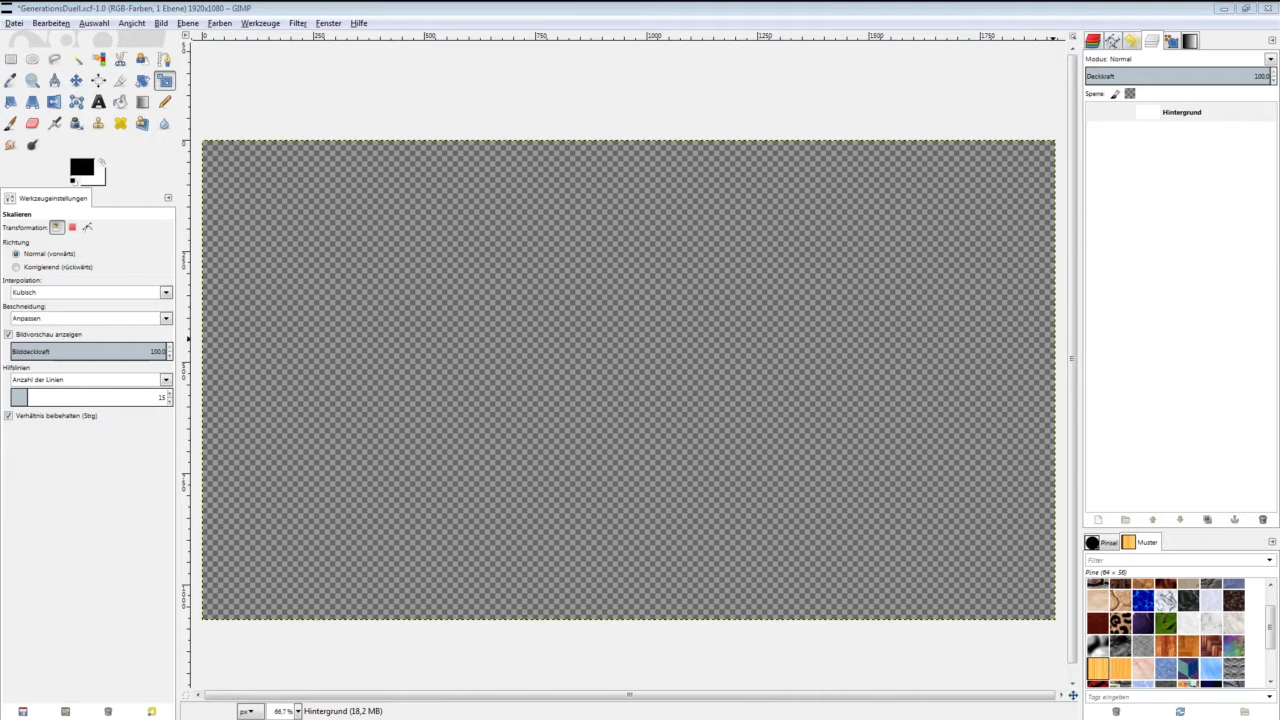 *GenerationsDuell.xcf-1.0 (RGB-Farben, 1 Ebene) 1920x1080 – GIMP
Datei Bearbeiten Auswahl Ansicht Bild Ebene Farben Werkzeuge Filter Fenster Hilfe
0 250 500 750 1000 1250 1500 1750
Modus: Normal
Deckkraft 100,0
Sperre:
Hintergrund
Werkzeugeinstellungen
Skalieren
Transformation:
Richtung
Normal (vorwärts)
Korrigierend (rückwärts)
Interpolation:
Kubisch
Beschneidung:
Anpassen
Bildvorschau anzeigen
Bilddeckkraft 100,0
Hilfslinien
Anzahl der Linien
15
Verhältnis beibehalten (Strg)
Pinsel Muster
Filter
Pine (64 × 56)
Tags eingeben
px 66,7 % Hintergrund (18,2 MB)